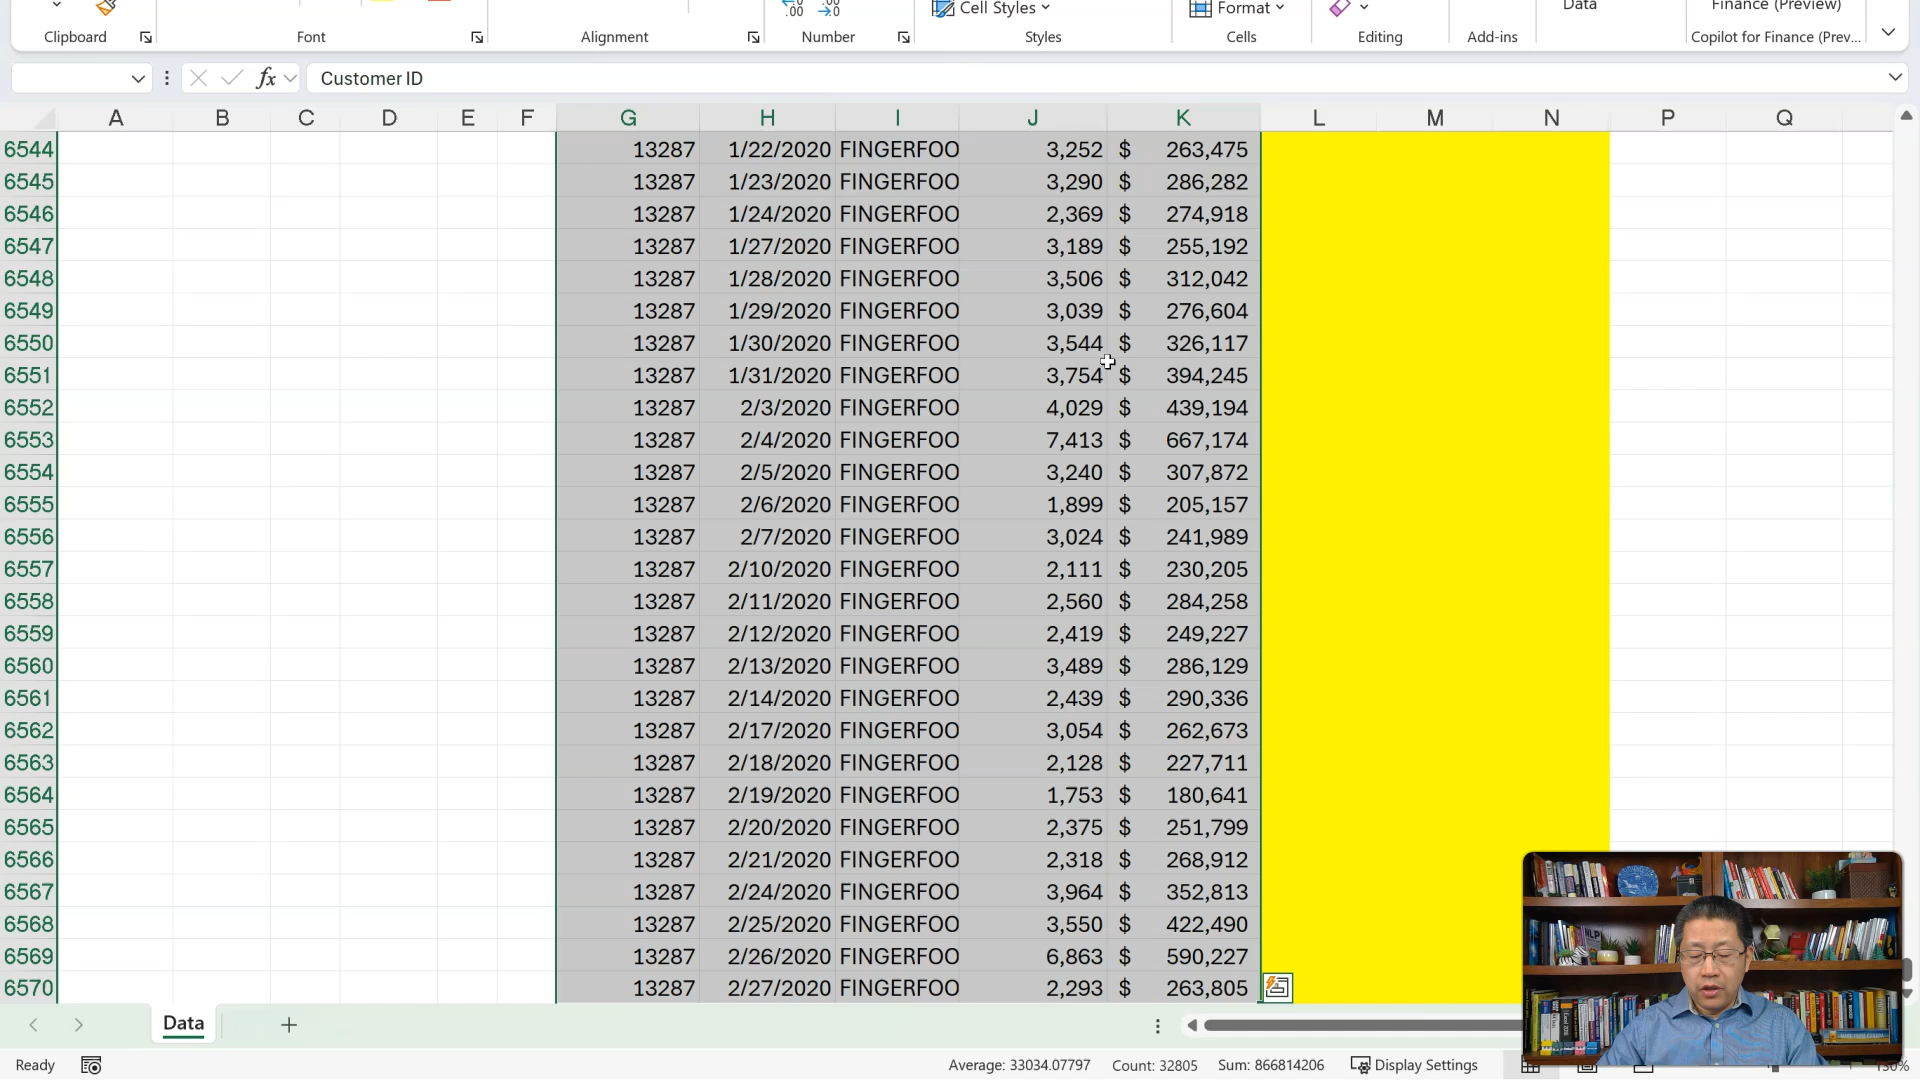 Cell Styles
Format
Data
Finance (Preview)
Clipboard
Font
Alignment
Number
Styles
Cells
Editing
Add-ins
Copilot for Finance (Prev...
fx
Customer ID
A B C D E F G H I J K L M N P Q
6544 13287 1/22/2020 FINGERFOO 3,252 $ 263,475
6545 13287 1/23/2020 FINGERFOO 3,290 $ 286,282
6546 13287 1/24/2020 FINGERFOO 2,369 $ 274,918
6547 13287 1/27/2020 FINGERFOO 3,189 $ 255,192
6548 13287 1/28/2020 FINGERFOO 3,506 $ 312,042
6549 13287 1/29/2020 FINGERFOO 3,039 $ 276,604
6550 13287 1/30/2020 FINGERFOO 3,544 $ 326,117
6551 13287 1/31/2020 FINGERFOO 3,754 $ 394,245
6552 13287 2/3/2020 FINGERFOO 4,029 $ 439,194
6553 13287 2/4/2020 FINGERFOO 7,413 $ 667,174
6554 13287 2/5/2020 FINGERFOO 3,240 $ 307,872
6555 13287 2/6/2020 FINGERFOO 1,899 $ 205,157
6556 13287 2/7/2020 FINGERFOO 3,024 $ 241,989
6557 13287 2/10/2020 FINGERFOO 2,111 $ 230,205
6558 13287 2/11/2020 FINGERFOO 2,560 $ 284,258
6559 13287 2/12/2020 FINGERFOO 2,419 $ 249,227
6560 13287 2/13/2020 FINGERFOO 3,489 $ 286,129
6561 13287 2/14/2020 FINGERFOO 2,439 $ 290,336
6562 13287 2/17/2020 FINGERFOO 3,054 $ 262,673
6563 13287 2/18/2020 FINGERFOO 2,128 $ 227,711
6564 13287 2/19/2020 FINGERFOO 1,753 $ 180,641
6565 13287 2/20/2020 FINGERFOO 2,375 $ 251,799
6566 13287 2/21/2020 FINGERFOO 2,318 $ 268,912
6567 13287 2/24/2020 FINGERFOO 3,964 $ 352,813
6568 13287 2/25/2020 FINGERFOO 3,550 $ 422,490
6569 13287 2/26/2020 FINGERFOO 6,863 $ 590,227
6570 13287 2/27/2020 FINGERFOO 2,293 $ 263,805
NLP
Data
Ready
Average: 33034.07797 Count: 32805 Sum: 866814206 Display Settings